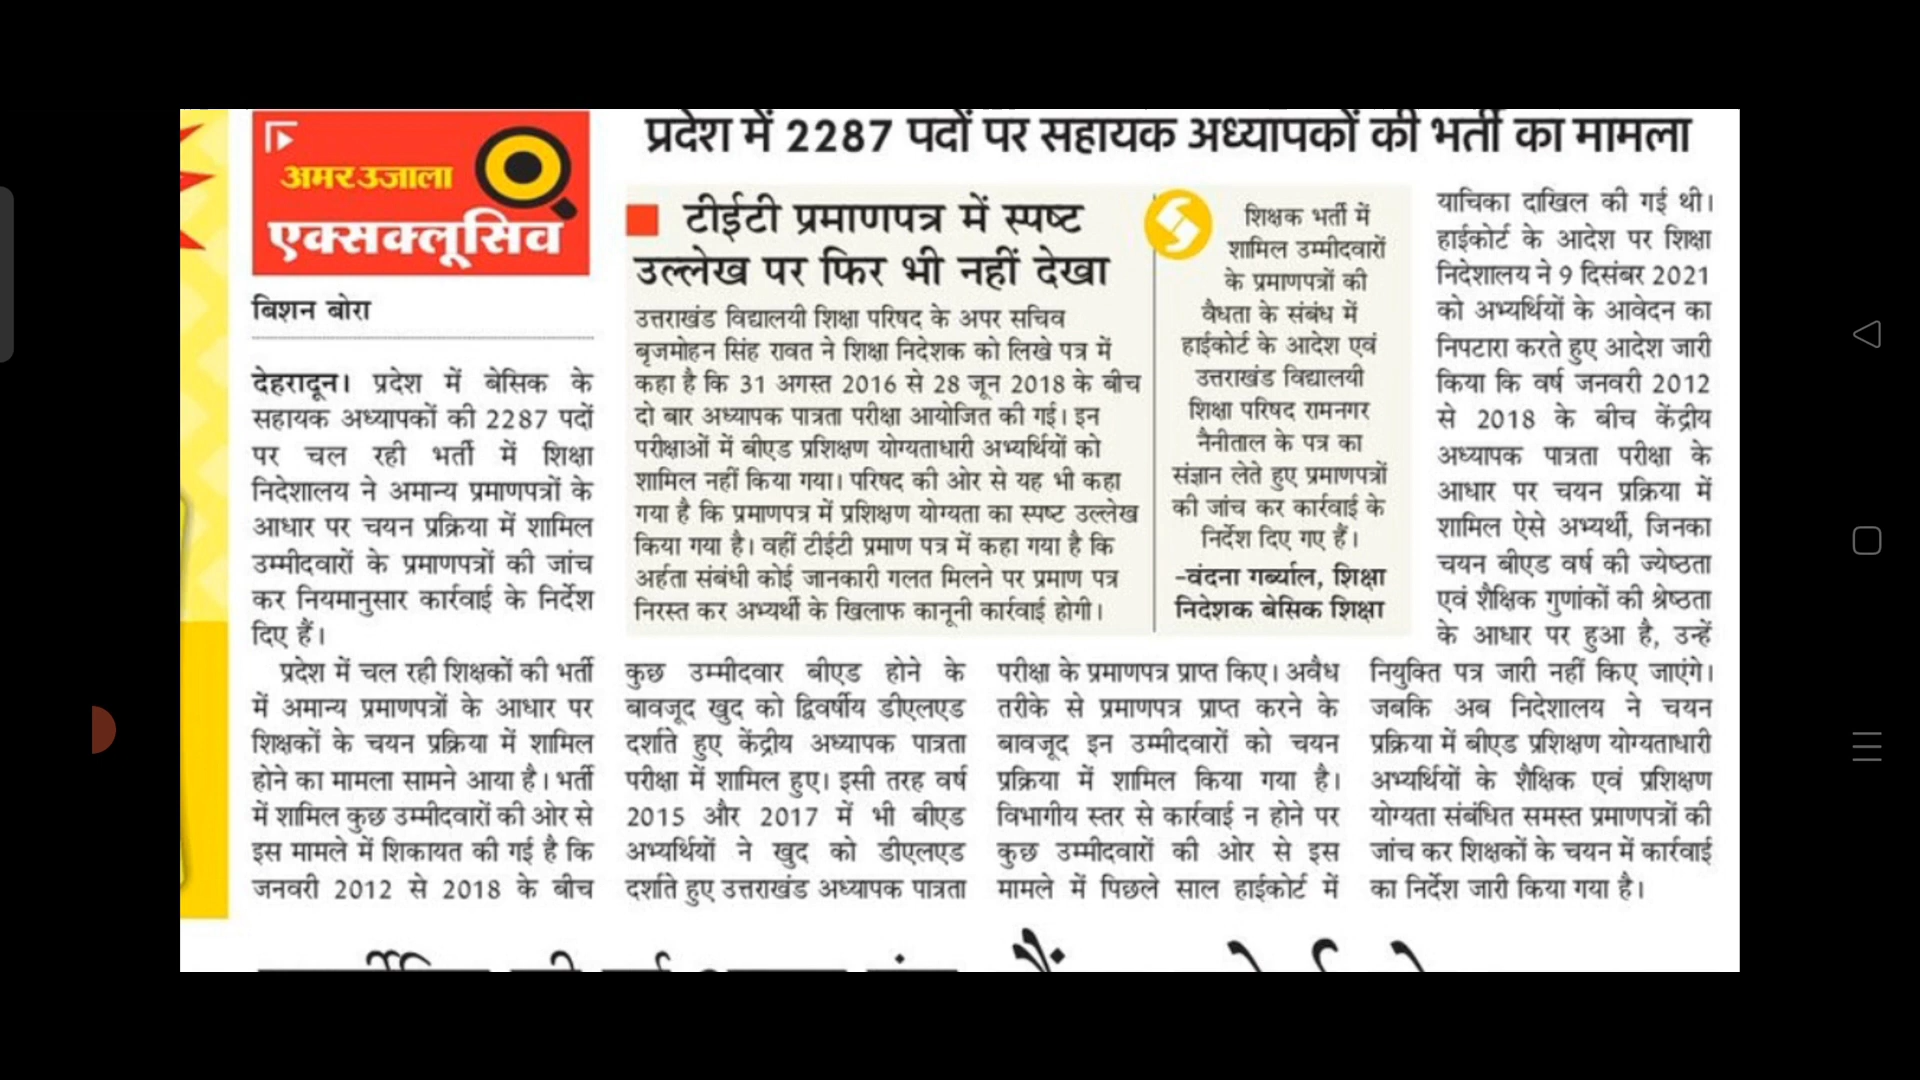 प्रदेश में 2287 पदों पर सहायक अध्यापकों की भर्ती का मामला
अमर उजाला
एक्सक्लूसिव
बिशन बोरा
देहरादून। प्रदेश में बेसिक के
सहायक अध्यापकों की 2287 पदों
पर चल रही भर्ती में शिक्षा
निदेशालय ने अमान्य प्रमाणपत्रों के
आधार पर चयन प्रक्रिया में शामिल
उम्मीदवारों के प्रमाणपत्रों की जांच
कर नियमानुसार कार्रवाई के निर्देश
दिए हैं।
प्रदेश में चल रही शिक्षकों की भर्ती
में अमान्य प्रमाणपत्रों के आधार पर
शिक्षकों के चयन प्रक्रिया में शामिल
होने का मामला सामने आया है। भर्ती
में शामिल कुछ उम्मीदवारों की ओर से
इस मामले में शिकायत की गई है कि
जनवरी 2012 से 2018 के बीच
टीईटी प्रमाणपत्र में स्पष्ट
उल्लेख पर फिर भी नहीं देखा
उत्तराखंड विद्यालयी शिक्षा परिषद के अपर सचिव
बृजमोहन सिंह रावत ने शिक्षा निदेशक को लिखे पत्र में
कहा है कि 31 अगस्त 2016 से 28 जून 2018 के बीच
दो बार अध्यापक पात्रता परीक्षा आयोजित की गई। इन
परीक्षाओं में बीएड प्रशिक्षण योग्यताधारी अभ्यर्थियों को
शामिल नहीं किया गया। परिषद की ओर से यह भी कहा
गया है कि प्रमाणपत्र में प्रशिक्षण योग्यता का स्पष्ट उल्लेख
किया गया है। वहीं टीईटी प्रमाण पत्र में कहा गया है कि
अर्हता संबंधी कोई जानकारी गलत मिलने पर प्रमाण पत्र
निरस्त कर अभ्यर्थी के खिलाफ कानूनी कार्रवाई होगी।
शिक्षक भर्ती में
शामिल उम्मीदवारों
के प्रमाणपत्रों की
वैधता के संबंध में
हाईकोर्ट के आदेश एवं
उत्तराखंड विद्यालयी
शिक्षा परिषद रामनगर
नैनीताल के पत्र का
संज्ञान लेते हुए प्रमाणपत्रों
की जांच कर कार्रवाई के
निर्देश दिए गए हैं।
-वंदना गर्ब्याल, शिक्षा
निदेशक बेसिक शिक्षा
कुछ उम्मीदवार बीएड होने के
बावजूद खुद को द्विवर्षीय डीएलएड
दर्शाते हुए केंद्रीय अध्यापक पात्रता
परीक्षा में शामिल हुए। इसी तरह वर्ष
2015 और 2017 में भी बीएड
अभ्यर्थियों ने खुद को डीएलएड
दर्शाते हुए उत्तराखंड अध्यापक पात्रता
परीक्षा के प्रमाणपत्र प्राप्त किए। अवैध
तरीके से प्रमाणपत्र प्राप्त करने के
बावजूद इन उम्मीदवारों को चयन
प्रक्रिया में शामिल किया गया है।
विभागीय स्तर से कार्रवाई न होने पर
कुछ उम्मीदवारों की ओर से इस
मामले में पिछले साल हाईकोर्ट में
याचिका दाखिल की गई थी।
हाईकोर्ट के आदेश पर शिक्षा
निदेशालय ने 9 दिसंबर 2021
को अभ्यर्थियों के आवेदन का
निपटारा करते हुए आदेश जारी
किया कि वर्ष जनवरी 2012
से 2018 के बीच केंद्रीय
अध्यापक पात्रता परीक्षा के
आधार पर चयन प्रक्रिया में
शामिल ऐसे अभ्यर्थी, जिनका
चयन बीएड वर्ष की ज्येष्ठता
एवं शैक्षिक गुणांकों की श्रेष्ठता
के आधार पर हुआ है, उन्हें
नियुक्ति पत्र जारी नहीं किए जाएंगे।
जबकि अब निदेशालय ने चयन
प्रक्रिया में बीएड प्रशिक्षण योग्यताधारी
अभ्यर्थियों के शैक्षिक एवं प्रशिक्षण
योग्यता संबंधित समस्त प्रमाणपत्रों की
जांच कर शिक्षकों के चयन में कार्रवाई
का निर्देश जारी किया गया है।